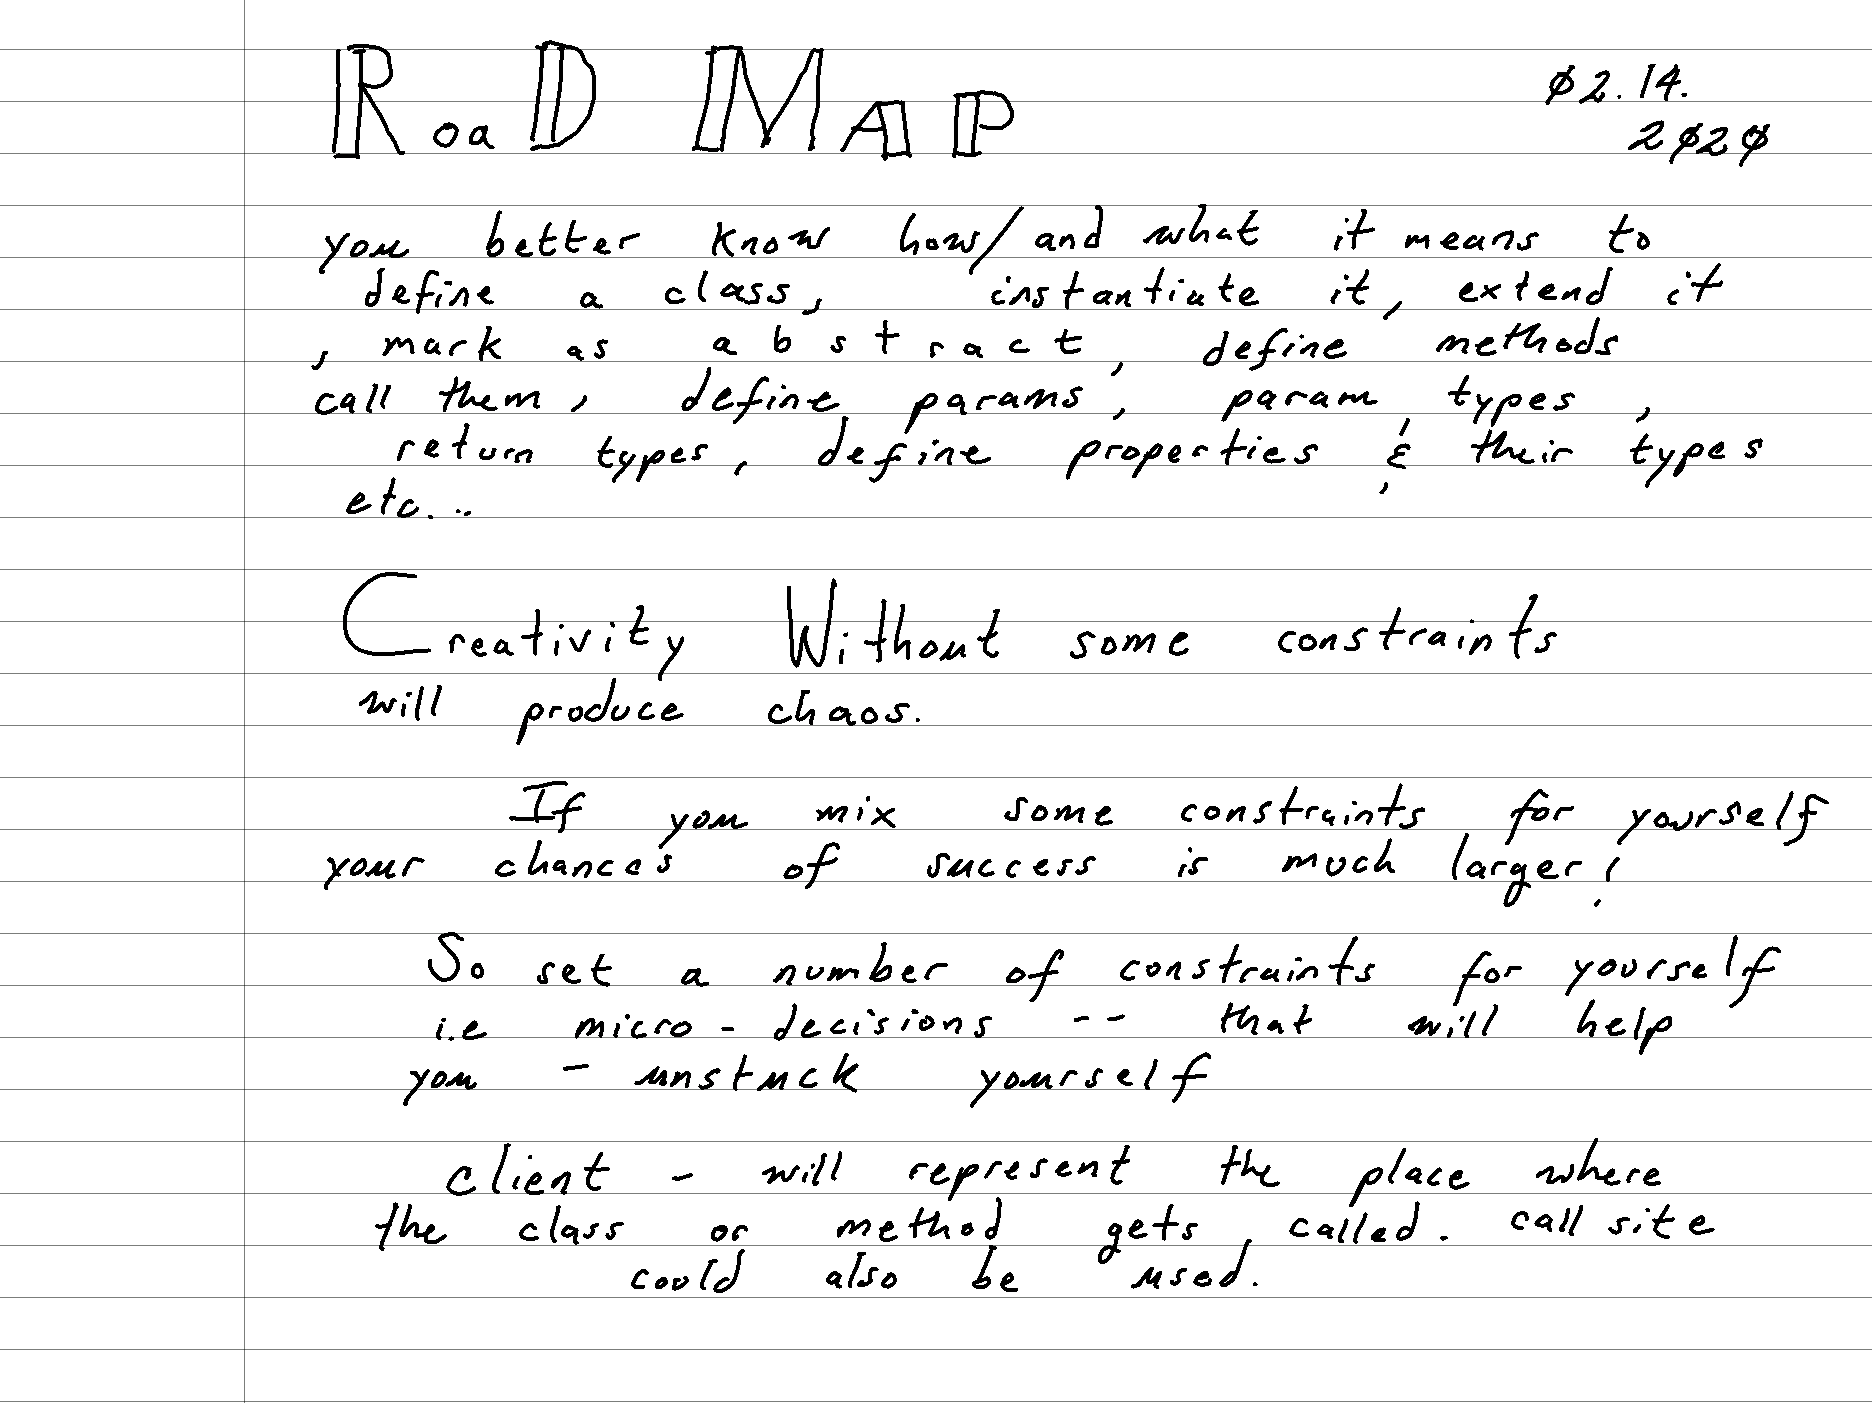 RoaD MAP
02.14.
2020
you better know how/and what it means to
define a class, instantiate it, extend it
, mark as abstract, define methods
call them, define params, param types,
return types, define properties & their types
etc...
Creativity Without some constraints
will produce chaos.
If you mix some constraints for yourself
your chances of success is much larger!
So set a number of constraints for yourself
i.e micro-decisions -- that will help
you - unstuck yourself
client - will represent the place where
the class or method gets called. call site
could also be used.